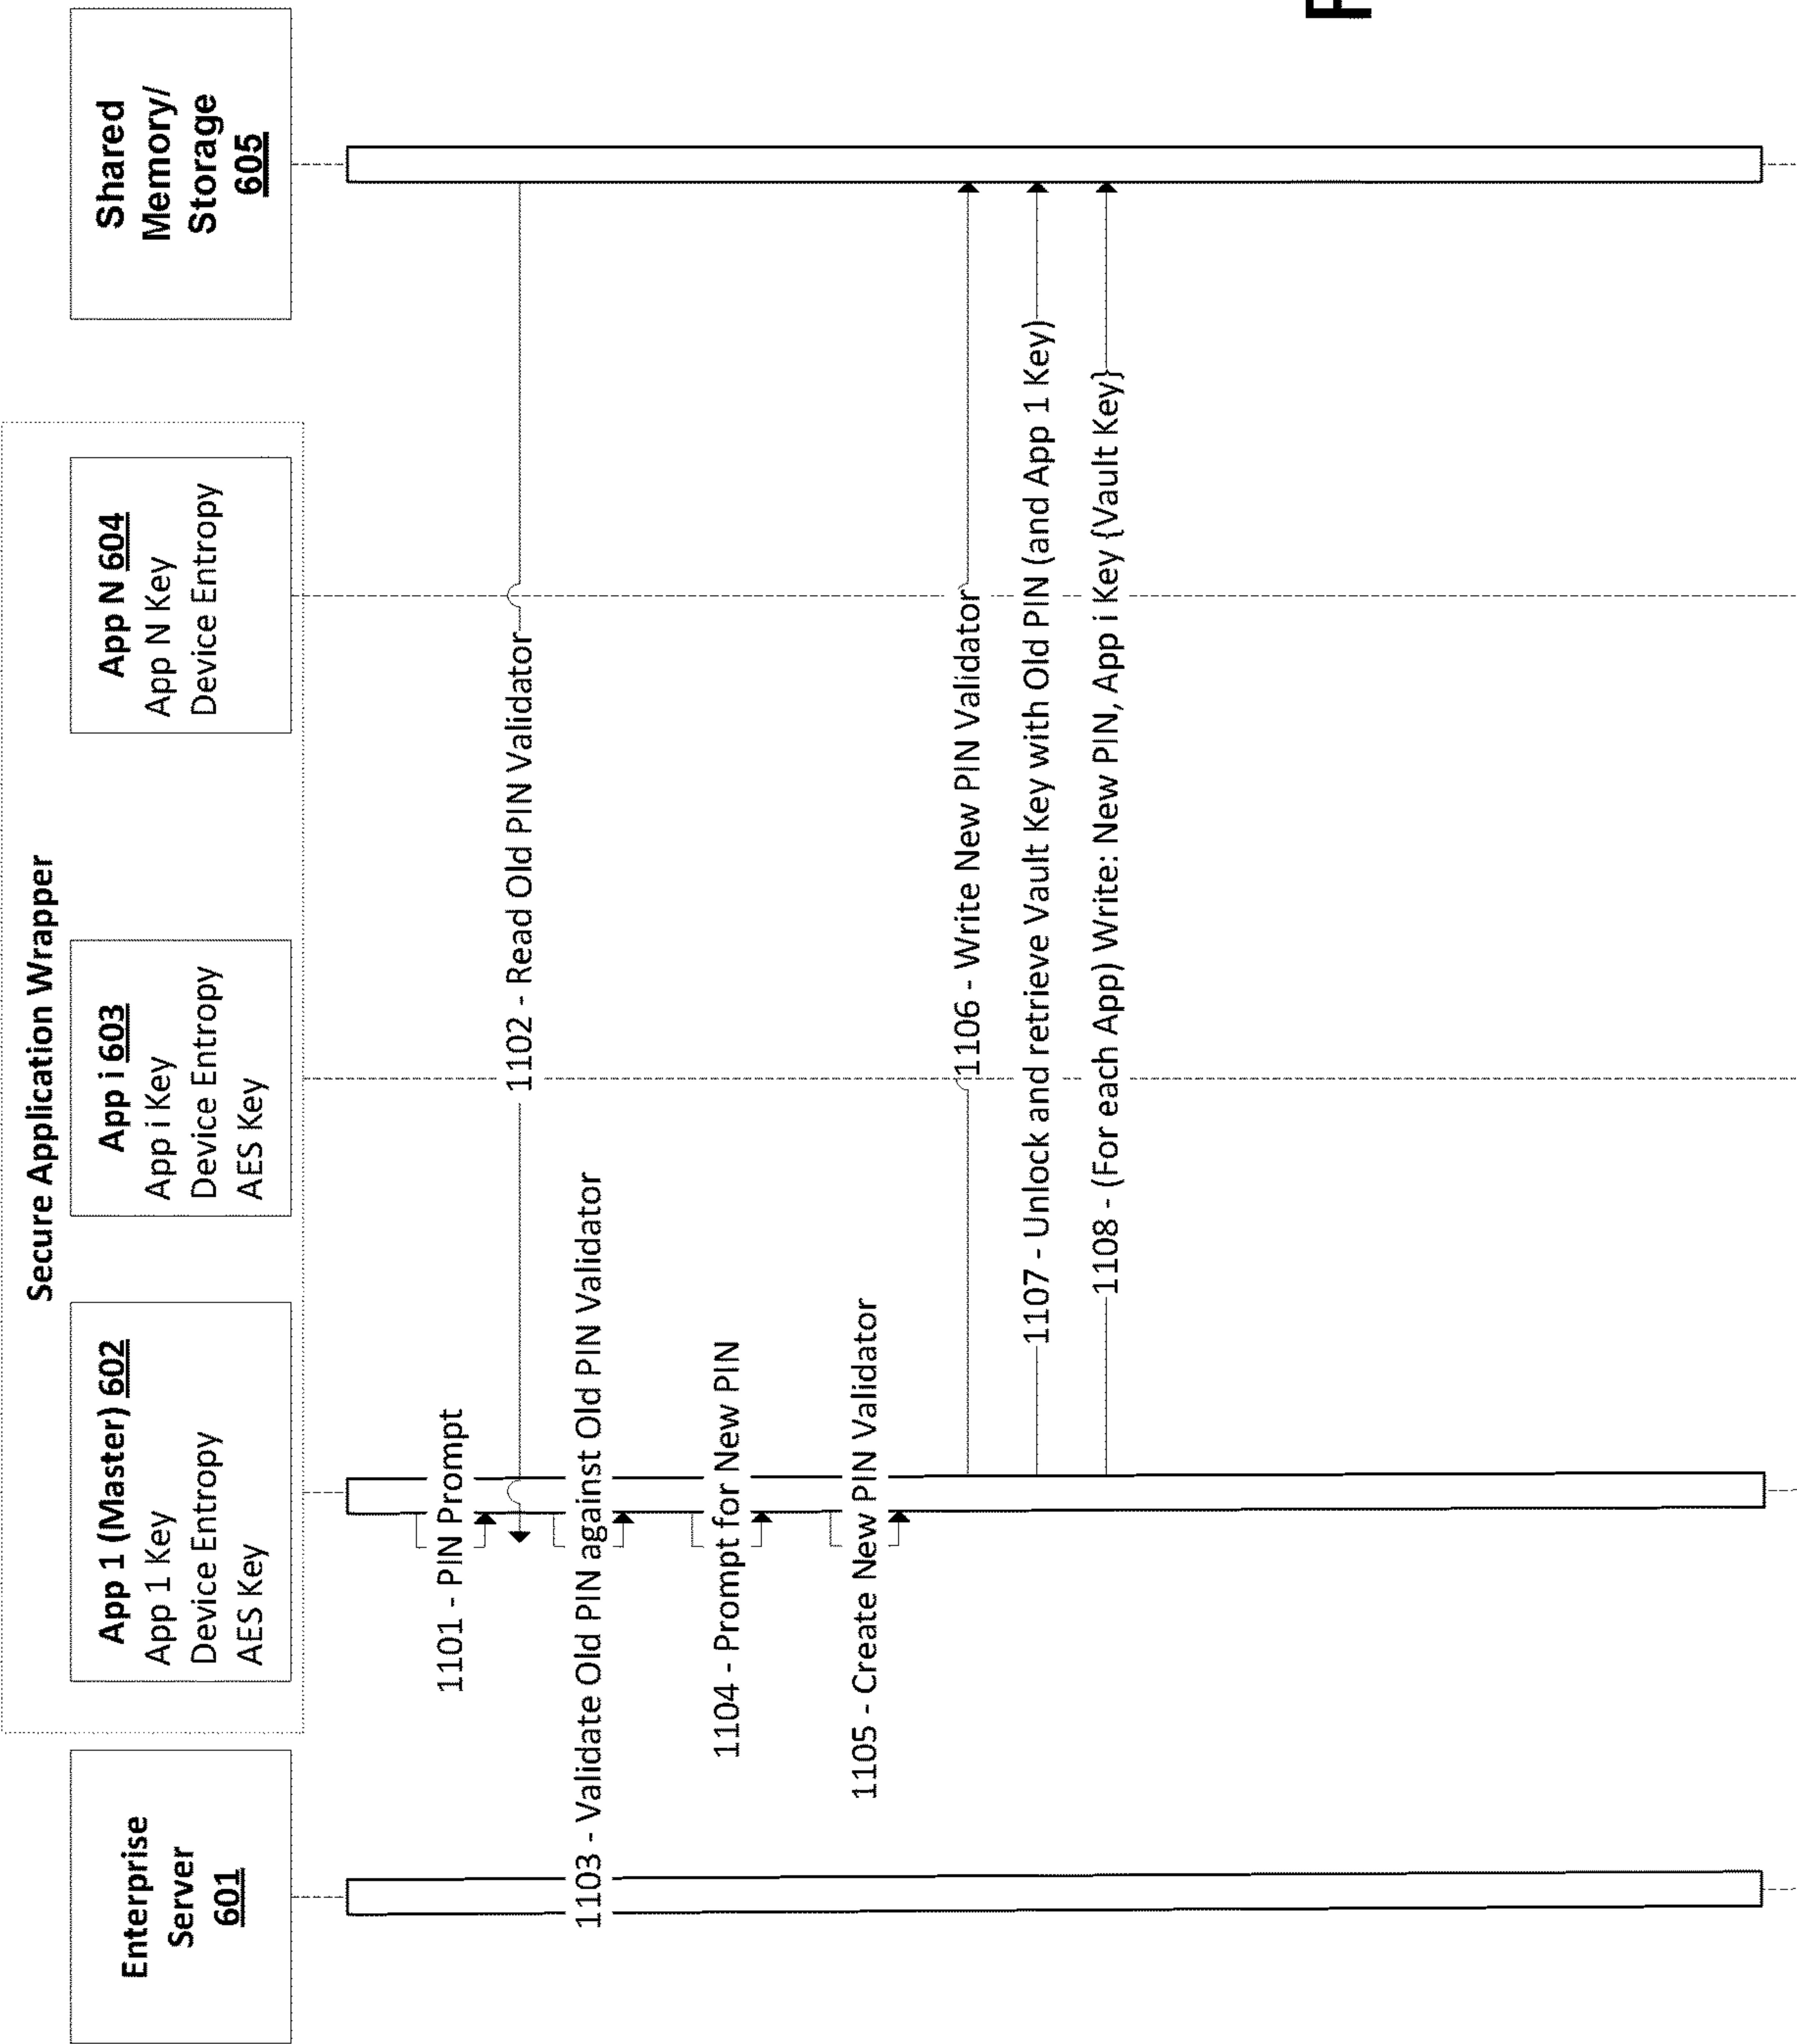 Secure Application Wrapper
Enterprise
Server
601
App 1 (Master) 602
App 1 Key
Device Entropy
AES Key
App i 603
App i Key
Device Entropy
AES Key
App N 604
App N Key
Device Entropy
Shared
Memory/
Storage
605
1101 - PIN Prompt
1102 - Read Old PIN Validator
1103 - Validate Old PIN against Old PIN Validator
1104 - Prompt for New PIN
1105 - Create New PIN Validator
1106 - Write New PIN Validator
1107 - Unlock and retrieve Vault Key with Old PIN (and App 1 Key)
1108 - (For each App) Write: New PIN, App i Key {Vault Key}